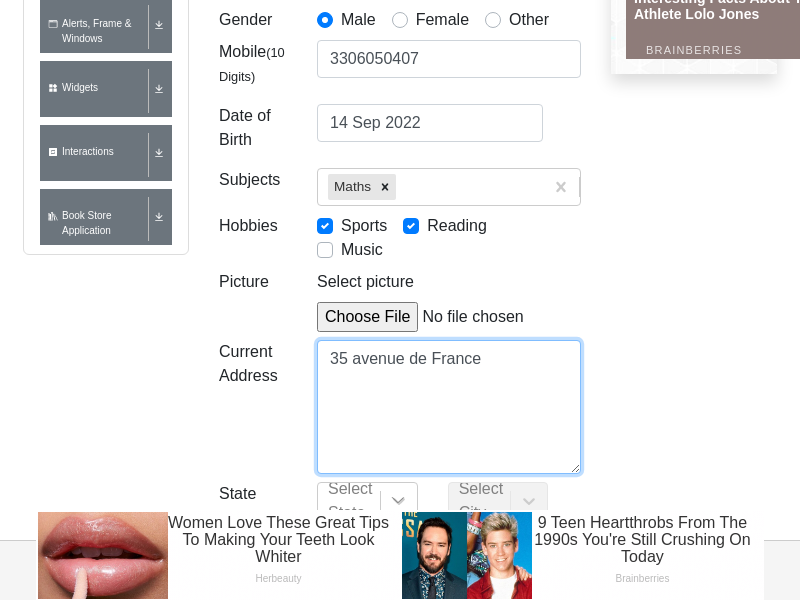 Alerts, Frame &
Windows
Widgets
Interactions
Book Store
Application
Gender
Male
Female
Other
Mobile(10
Digits)
3306050407
Date of
Birth
14 Sep 2022
Subjects
Maths
Hobbies
Sports
Reading
Music
Picture
Select picture
Choose File
No file chosen
Current
Address
35 avenue de France
State
Select
Select
Athlete Lolo Jones
BRAINBERRIES
Women Love These Great Tips
To Making Your Teeth Look
Whiter
Herbeauty
9 Teen Heartthrobs From The
1990s You're Still Crushing On
Today
Brainberries